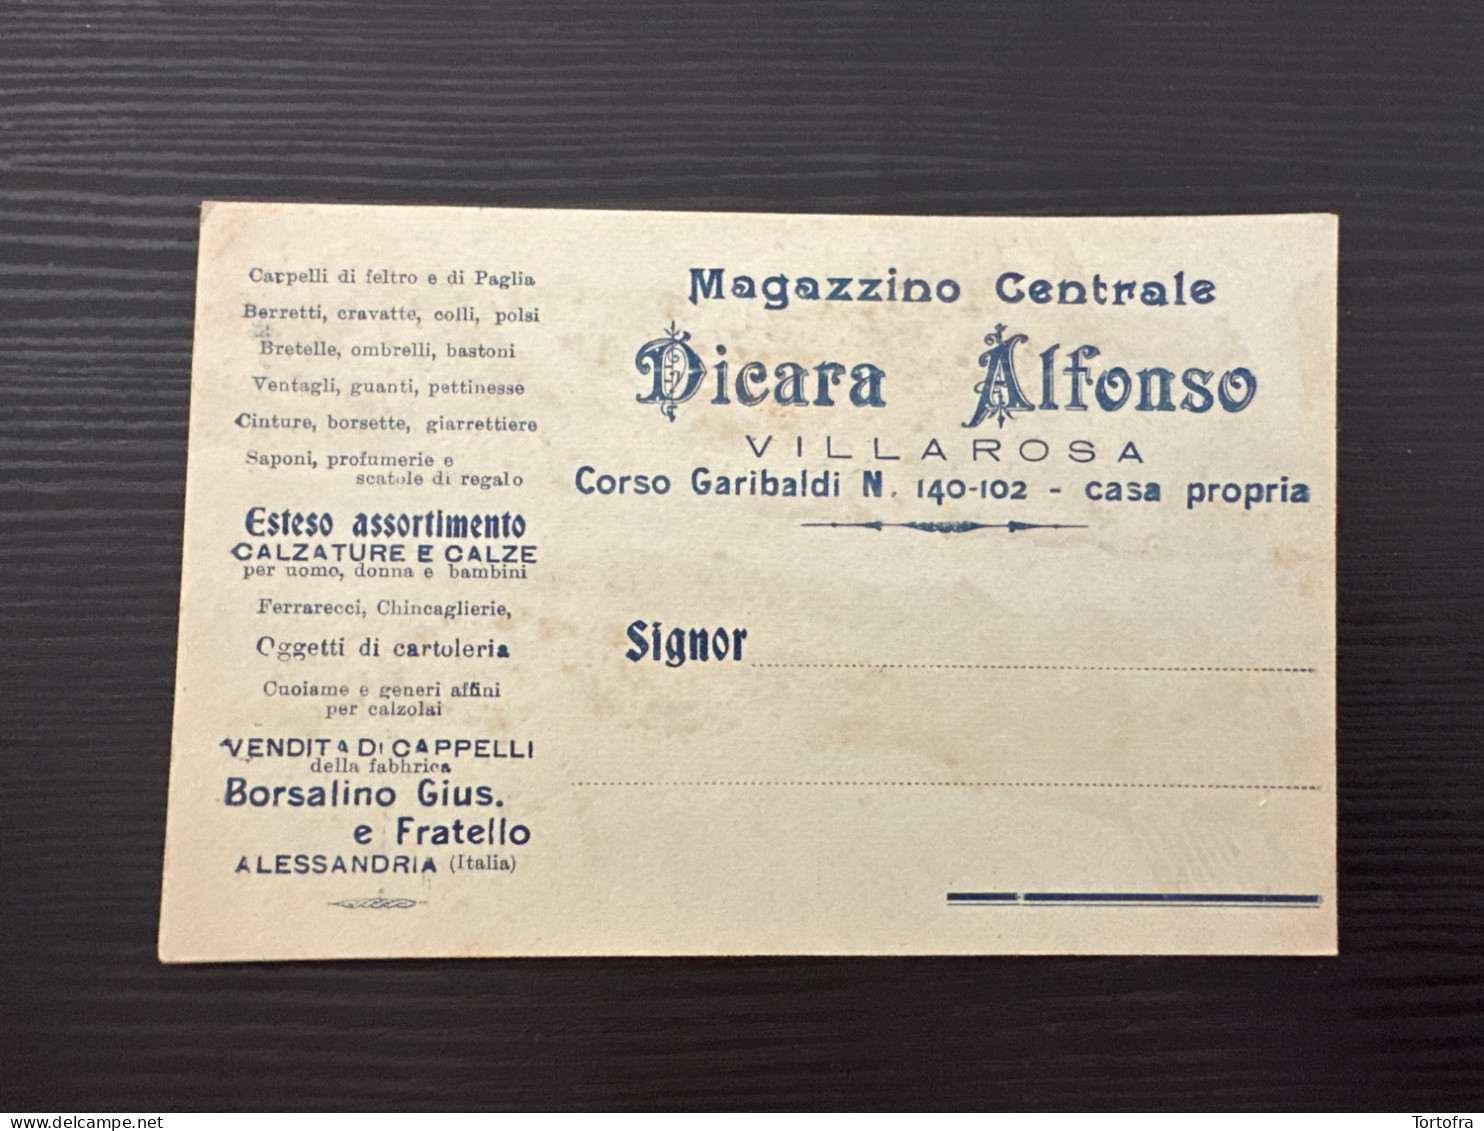 Cappelli di feltro e di Paglia
Berretti, cravatte, colli, polsi
Bretelle, ombrelli, bastoni
Ventagli, guanti, pettinesse
Cinture, borsette, giarrettiere
Saponi, profumerie e
scatole di regalo
Esteso assortimento
CALZATURE E CALZE
per uomo, donna e bambini
Ferrarecci, Chincaglierie,
Oggetti di cartoleria
Cuoiame e generi affini
per calzolai
VENDITA DI CAPPELLI
della fabbrica
Borsalino Gius.
e Fratello
ALESSANDRIA (Italia)
Magazzino Centrale
Dicara Alfonso
VILLAROSA
Corso Garibaldi N. 140-102 - casa propria
Signor
www.delcampe.net
Tortofra